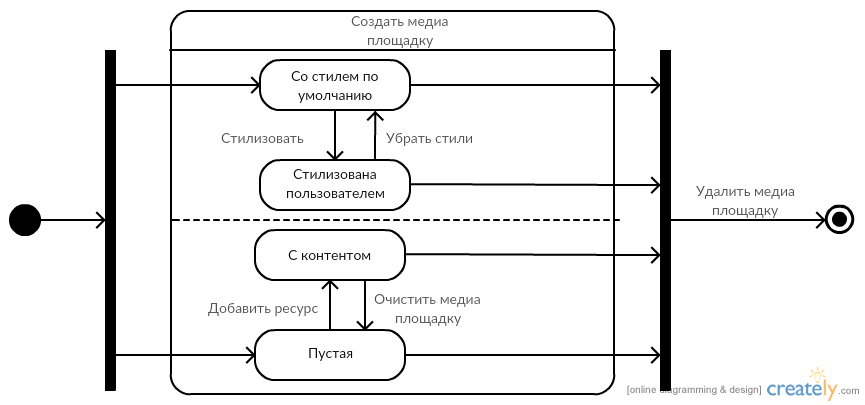 Создать медиа
площадку
Со стилем по
умолчанию
Стилизовать
Убрать стили
Стилизована
пользователем
Удалить медиа
площадку
С контентом
Добавить ресурс
Очистить медиа
площадку
Пустая
[online diagramming & design]
creately.com